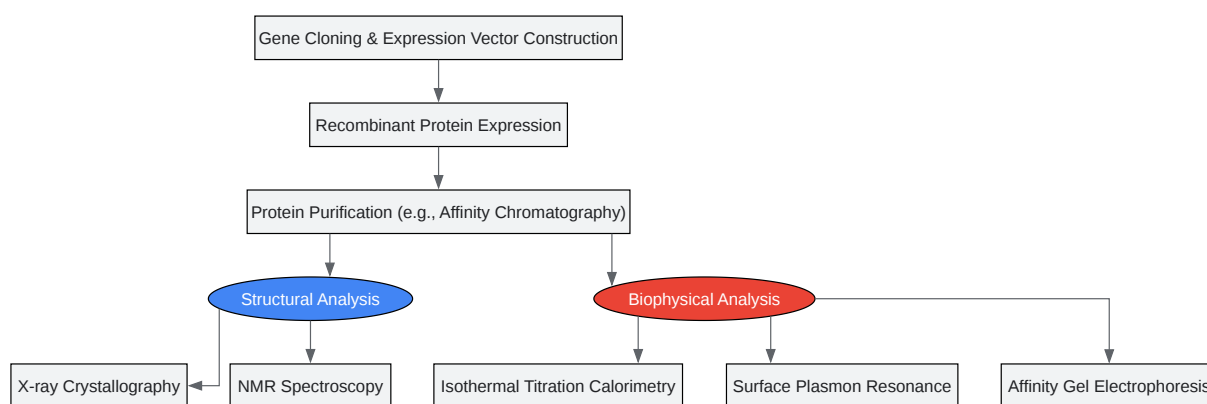 Gene Cloning & Expression Vector Construction
Recombinant Protein Expression
Protein Purification (e.g., Affinity Chromatography)
Structural Analysis
Biophysical Analysis
X-ray Crystallography
NMR Spectroscopy
Isothermal Titration Calorimetry
Surface Plasmon Resonance
Affinity Gel Electrophoresis